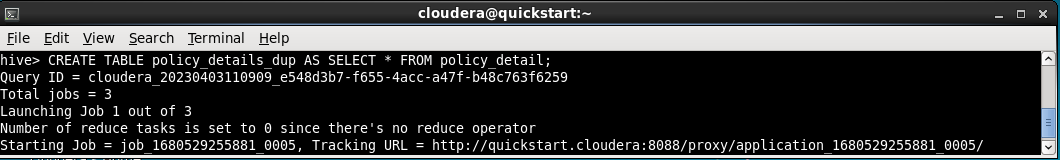 cloudera@quickstart:~
File Edit View Search Terminal Help
hive> CREATE TABLE policy_details_dup AS SELECT * FROM policy_detail;
Query ID = cloudera_20230403110909_e548d3b7-f655-4acc-a47f-b48c763f6259
Total jobs = 3
Launching Job 1 out of 3
Number of reduce tasks is set to 0 since there's no reduce operator
Starting Job = job_1680529255881_0005, Tracking URL = http://quickstart.cloudera:8088/proxy/application_1680529255881_0005/